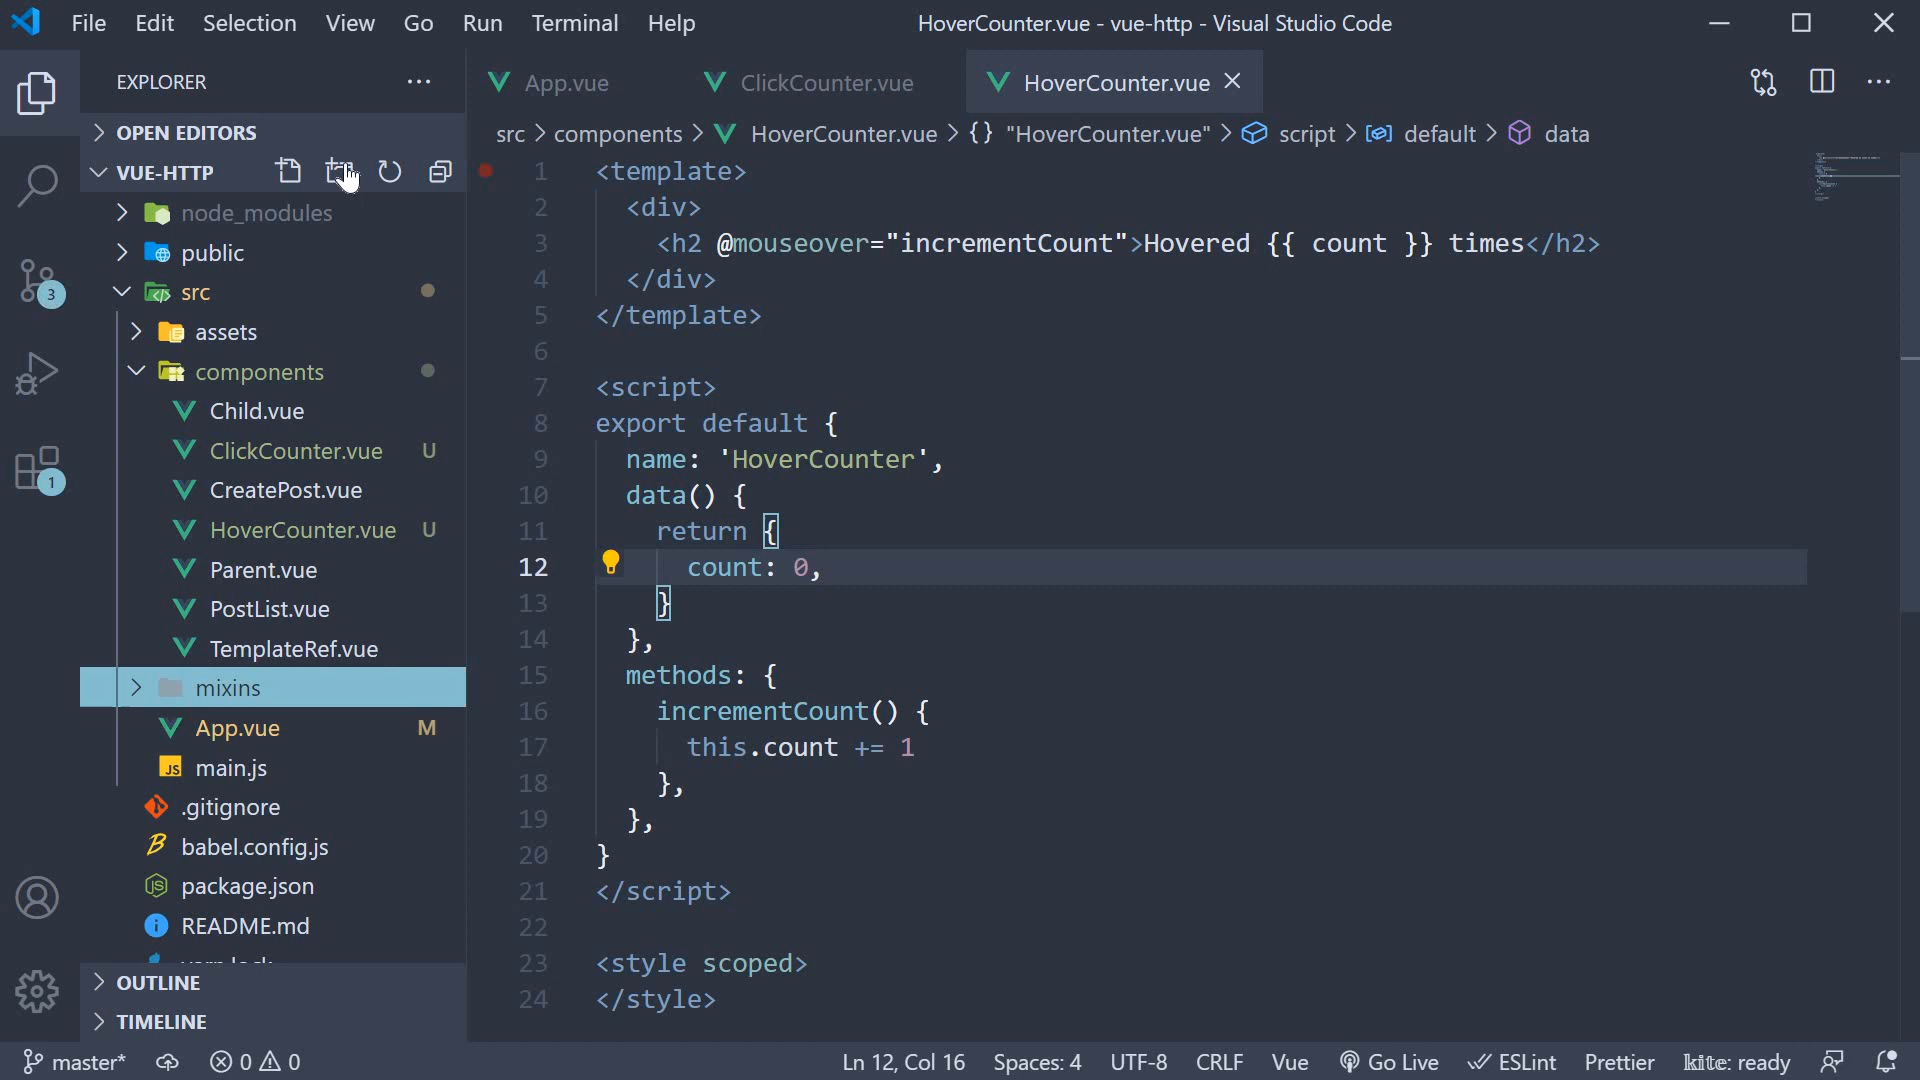 File Edit Selection View Go Run Terminal Help
HoverCounter.vue - vue-http - Visual Studio Code
EXPLORER
OPEN EDITORS
VUE-HTTP
node_modules
public
src
assets
components
Child.vue
ClickCounter.vue U
CreatePost.vue
HoverCounter.vue U
Parent.vue
PostList.vue
TemplateRef.vue
mixins
App.vue M
JS main.js
.gitignore
babel.config.js
package.json
README.md
yarn.lock
OUTLINE
TIMELINE
3
1
App.vue ClickCounter.vue HoverCounter.vue
src > components > HoverCounter.vue > {} "HoverCounter.vue" > script > default > data
1 <template>
2 <div>
3 <h2 @mouseover="incrementCount">Hovered {{ count }} times</h2>
4 </div>
5 </template>
6
7 <script>
8 export default {
9 name: 'HoverCounter',
10 data() {
11 return {
12 count: 0,
13 }
14 },
15 methods: {
16 incrementCount() {
17 this.count += 1
18 },
19 },
20 }
21 </script>
22
23 <style scoped>
24 </style>
master* 0 0 Ln 12, Col 16 Spaces: 4 UTF-8 CRLF Vue Go Live ESLint Prettier kite: ready